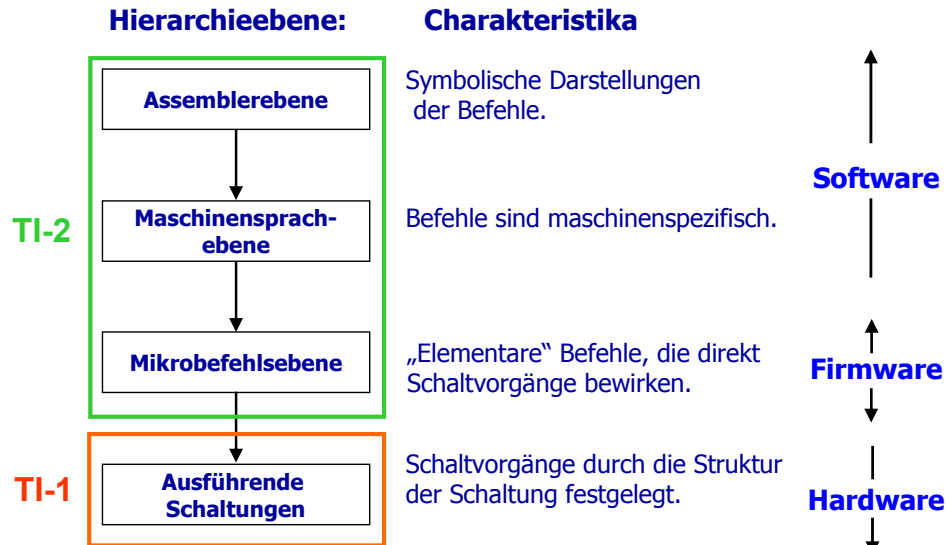 Hierarchieebene: Charakteristika
Assemblerebene
Symbolische Darstellungen
der Befehle.
Software
TI-2
Maschinensprach-
ebene
Befehle sind maschinenspezifisch.
Mikrobefehlsebene
„Elementare“ Befehle, die direkt
Schaltvorgänge bewirken.
Firmware
TI-1
Ausführende
Schaltungen
Schaltvorgänge durch die Struktur
der Schaltung festgelegt.
Hardware